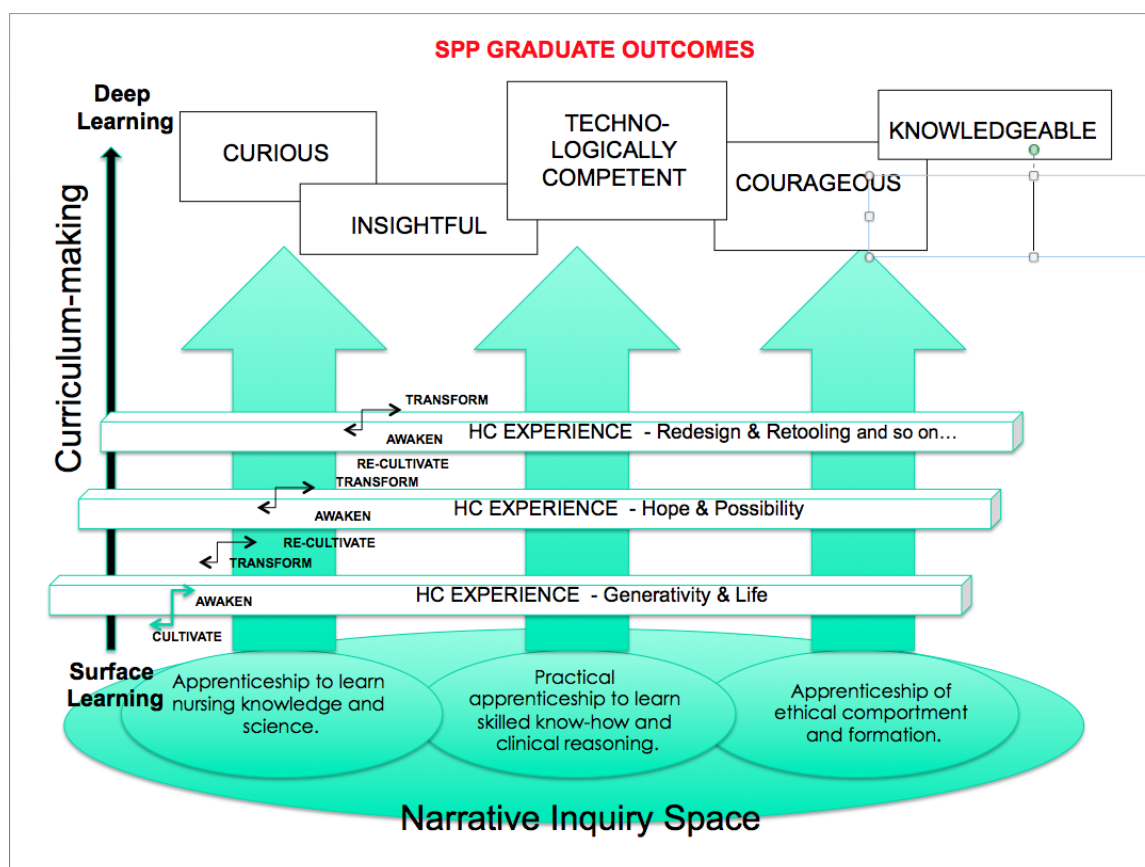 SPP GRADUATE OUTCOMES
Deep
Learning
CURIOUS
INSIGHTFUL
TECHNO-
LOGICALLY
COMPETENT
COURAGEOUS
KNOWLEDGEABLE
Curriculum-making
TRANSFORM
AWAKEN
HC EXPERIENCE - Redesign & Retooling and so on…
RE-CULTIVATE
TRANSFORM
AWAKEN
HC EXPERIENCE - Hope & Possibility
RE-CULTIVATE
TRANSFORM
AWAKEN
HC EXPERIENCE - Generativity & Life
CULTIVATE
Surface
Learning
Apprenticeship to learn
nursing knowledge and
science.
Practical
apprenticeship to learn
skilled know-how and
clinical reasoning.
Apprenticeship of
ethical comportment
and formation.
Narrative Inquiry Space